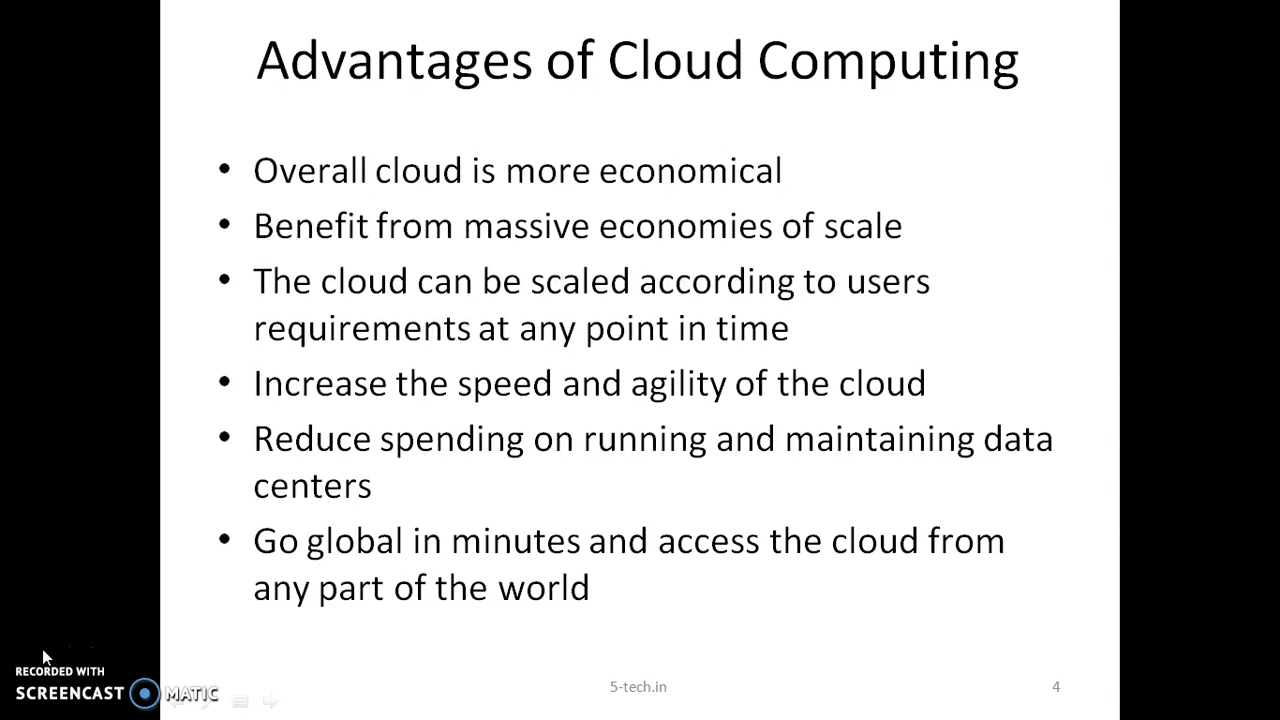 Advantages of Cloud Computing
• Overall cloud is more economical
• Benefit from massive economies of scale
• The cloud can be scaled according to users
requirements at any point in time
• Increase the speed and agility of the cloud
• Reduce spending on running and maintaining data
centers
• Go global in minutes and access the cloud from
any part of the world
RECORDED WITH
SCREENCAST MATIC
5-tech.in
4